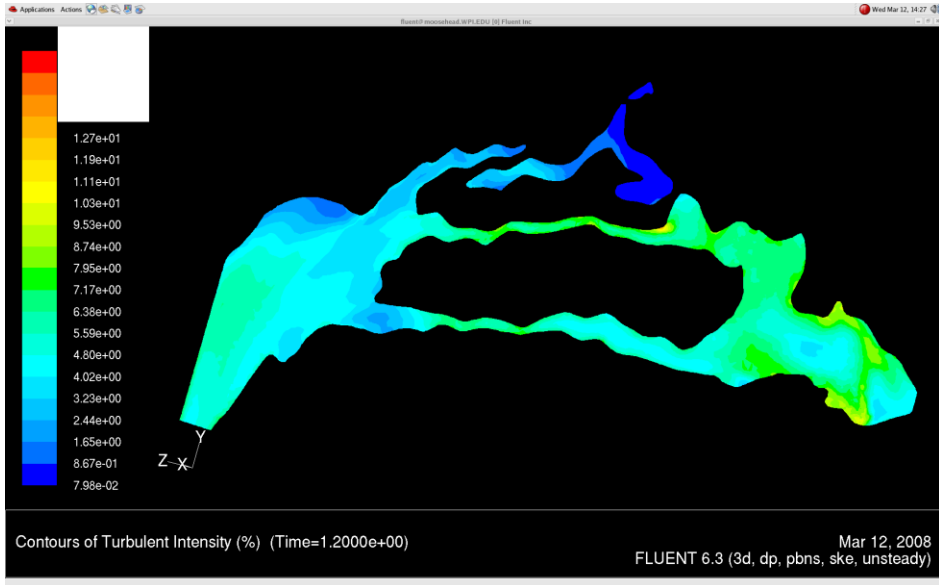 Applications Actions
Wed Mar 12, 14:27
fluent@moosehead.WPI.EDU [0] Fluent Inc
1.27e+01
1.19e+01
1.11e+01
1.03e+01
9.53e+00
8.74e+00
7.95e+00
7.17e+00
6.38e+00
5.59e+00
4.80e+00
4.02e+00
3.23e+00
2.44e+00
1.65e+00
8.67e-01
7.98e-02
Y
Z X
Contours of Turbulent Intensity (%) (Time=1.2000e+00)
Mar 12, 2008
FLUENT 6.3 (3d, dp, pbns, ske, unsteady)